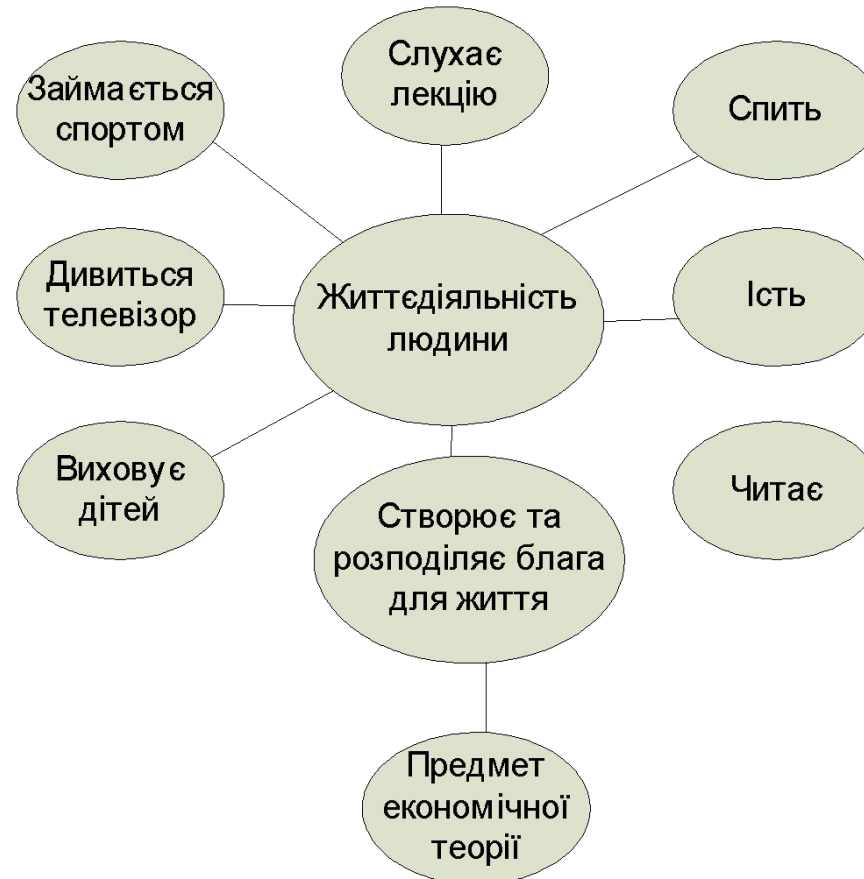 Займається
спортом
Слухає
лекцію
Спить
Дивиться
телевізор
Життєдіяльність
людини
Ість
Виховує
дітей
Створює та
розподіляє блага
для життя
Читає
Предмет
економічної
теорії